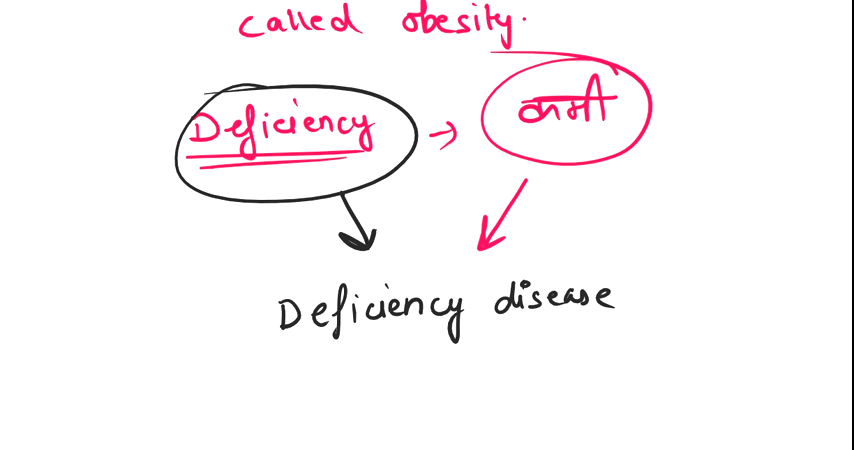 called obesity.
Deficiency → कमी
Deficiency disease